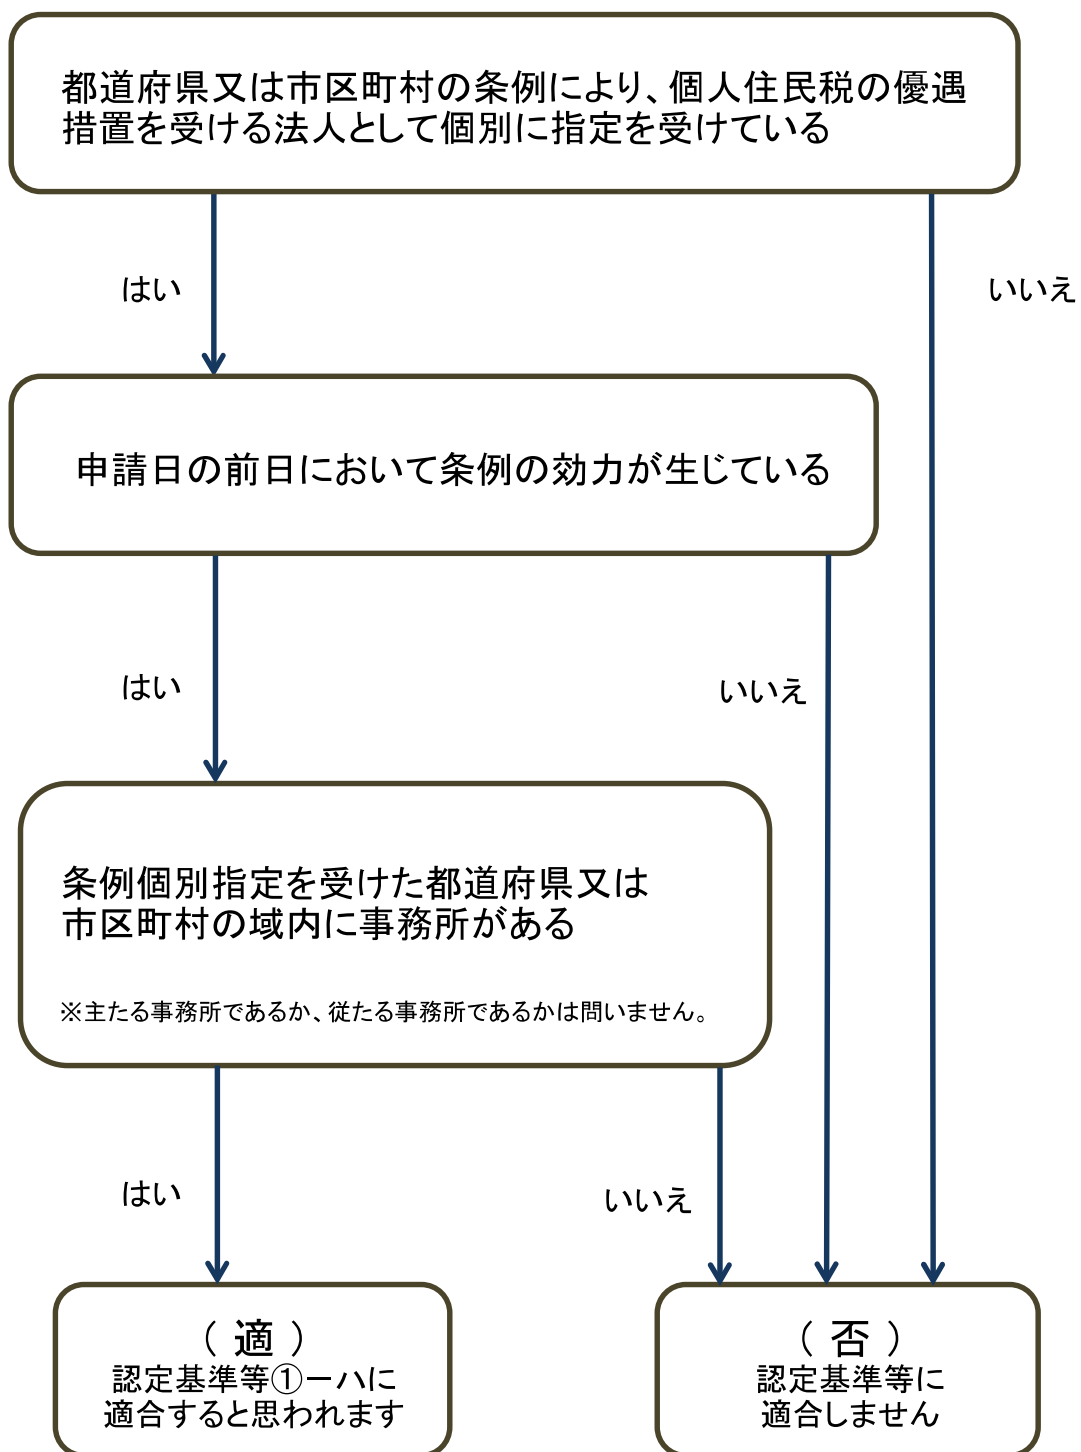 都道府県又は市区町村の条例により、個人住民税の優遇
措置を受ける法人として個別に指定を受けている
はい
いいえ
申請日の前日において条例の効力が生じている
はい
いいえ
条例個別指定を受けた都道府県又は
市区町村の域内に事務所がある
※主たる事務所であるか、従たる事務所であるかは問いません。
はい
いいえ
（ 適 ）
認定基準等①－ハに
適合すると思われます
（ 否 ）
認定基準等に
適合しません